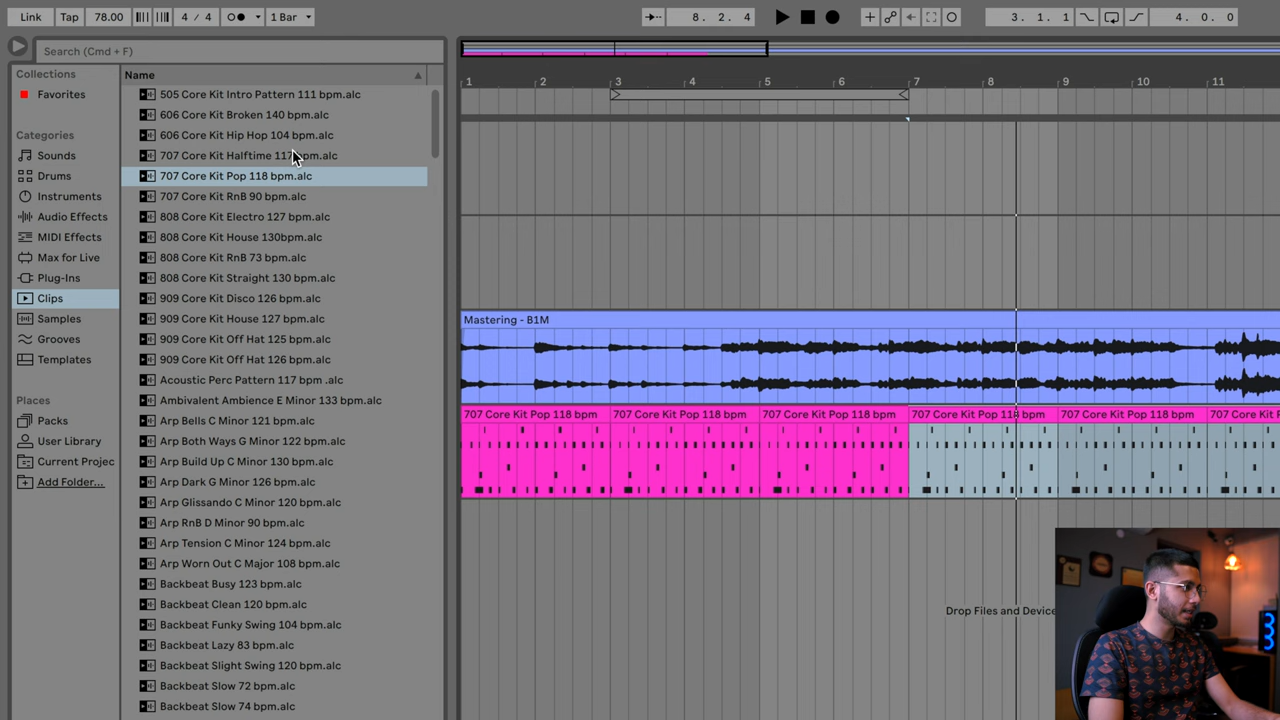 Link Tap 78.00 4 / 4 1 Bar 8. 2. 4 3. 1. 1 4. 0. 0
Search (Cmd + F)
Collections
Favorites
Categories
Sounds
Drums
Instruments
Audio Effects
MIDI Effects
Max for Live
Plug-Ins
Clips
Samples
Grooves
Templates
Places
Packs
User Library
Current Projec
Add Folder...
Name
505 Core Kit Intro Pattern 111 bpm.alc
606 Core Kit Broken 140 bpm.alc
606 Core Kit Hip Hop 104 bpm.alc
707 Core Kit Halftime 117 bpm.alc
707 Core Kit Pop 118 bpm.alc
707 Core Kit RnB 90 bpm.alc
808 Core Kit Electro 127 bpm.alc
808 Core Kit House 130bpm.alc
808 Core Kit RnB 73 bpm.alc
808 Core Kit Straight 130 bpm.alc
909 Core Kit Disco 126 bpm.alc
909 Core Kit House 127 bpm.alc
909 Core Kit Off Hat 125 bpm.alc
909 Core Kit Off Hat 126 bpm.alc
Acoustic Perc Pattern 117 bpm .alc
Ambivalent Ambience E Minor 133 bpm.alc
Arp Bells C Minor 121 bpm.alc
Arp Both Ways G Minor 122 bpm.alc
Arp Build Up C Minor 130 bpm.alc
Arp Dark G Minor 126 bpm.alc
Arp Glissando C Minor 120 bpm.alc
Arp RnB D Minor 90 bpm.alc
Arp Tension C Minor 124 bpm.alc
Arp Worn Out C Major 108 bpm.alc
Backbeat Busy 123 bpm.alc
Backbeat Clean 120 bpm.alc
Backbeat Funky Swing 104 bpm.alc
Backbeat Lazy 83 bpm.alc
Backbeat Slight Swing 120 bpm.alc
Backbeat Slow 72 bpm.alc
Backbeat Slow 74 bpm.alc
1 2 3 4 5 6 7 8 9 10 11
Mastering - B1M
707 Core Kit Pop 118 bpm 707 Core Kit Pop 118 bpm 707 Core Kit Pop 118 bpm 707 Core Kit Pop 118 bpm 707 Core Kit Pop 118 bpm 707 Core Kit F
Drop Files and Device